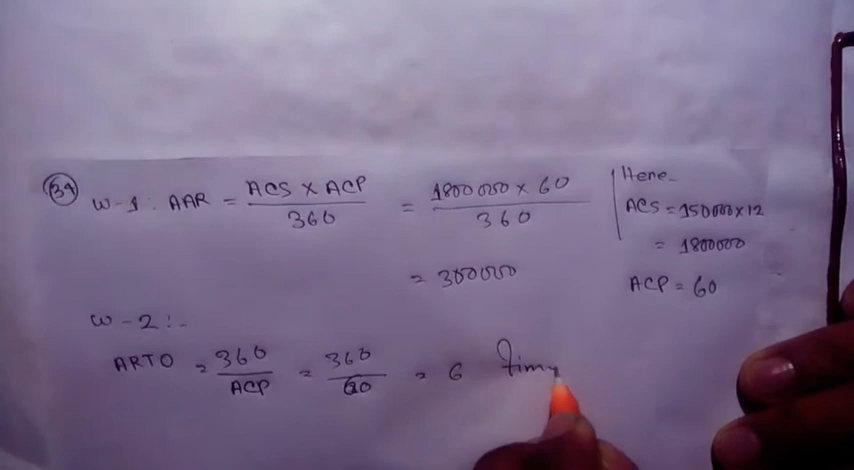 34 W-1: AAR = ACS X ACP / 360 = 1800000 x 60 / 360
= 300000
Here-
ACS = 150000 x 12
= 1800000
ACP = 60
W-2:-
ARTO = 360 / ACP = 360 / 60 = 6